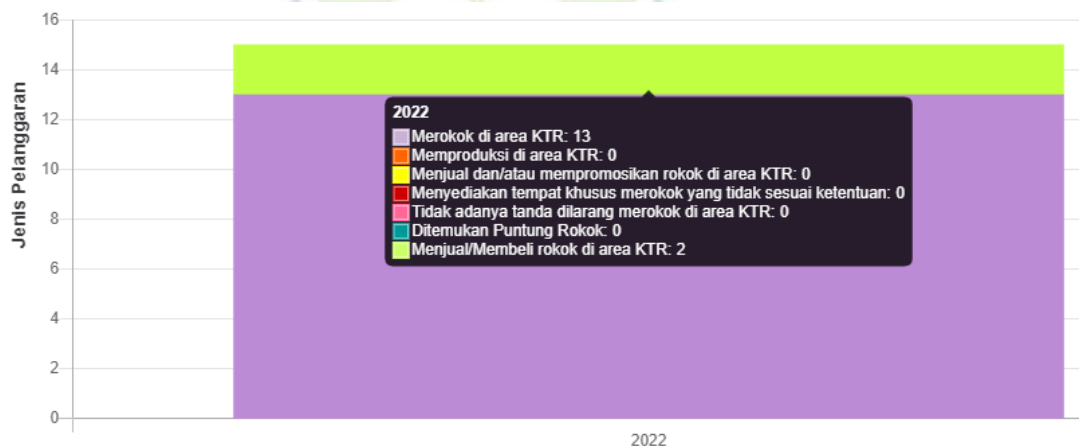 16
14
12
10
8
6
4
2
0
Jenis Pelanggaran
2022
Merokok di area KTR: 13
Memproduksi di area KTR: 0
Menjual dan/atau mempromosikan rokok di area KTR: 0
Menyediakan tempat khusus merokok yang tidak sesuai ketentuan: 0
Tidak adanya tanda dilarang merokok di area KTR: 0
Ditemukan Puntung Rokok: 0
Menjual/Membeli rokok di area KTR: 2
2022